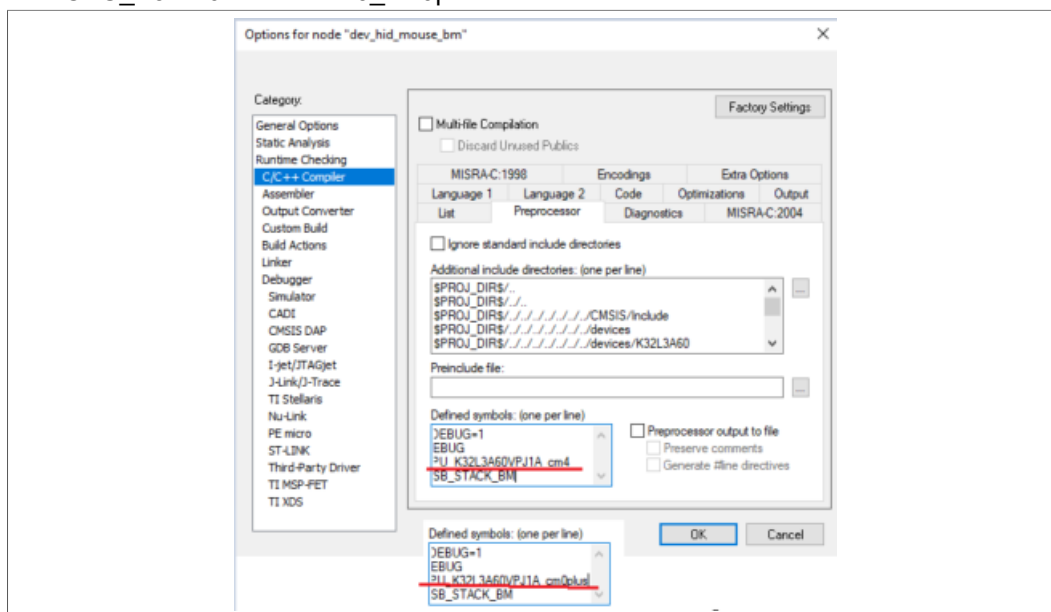 Options for node "dev_hid_mouse_bm"
Category:
Factory Settings
General Options
Static Analysis
Runtime Checking
C/C++ Compiler
Assembler
Output Converter
Custom Build
Build Actions
Linker
Debugger
Simulator
CADI
CMSIS DAP
GDB Server
I-jet/JTAGjet
J-Link/J-Trace
TI Stellaris
Nu-Link
PE micro
ST-LINK
Third-Party Driver
TI MSP-FET
TI XDS
Multi-file Compilation
Discard Unused Publics
MISRA-C:1998 Encodings Extra Options
Language 1 Language 2 Code Optimizations Output
List Preprocessor Diagnostics MISRA-C:2004
Ignore standard include directories
Additional include directories: (one per line)
$PROJ_DIR$/..
$PROJ_DIR$/../..
$PROJ_DIR$/../../../../../../../CMSIS/Include
$PROJ_DIR$/../../../../../../../devices
$PROJ_DIR$/../../../../../../../devices/K32L3A60
...
Preinclude file:
...
Defined symbols: (one per line)
DEBUG=1
EBUG
PU_K32L3A60VPJ1A_cm4
SB_STACK_BM
Preprocessor output to file
Preserve comments
Generate #line directives
OK
Cancel
Defined symbols: (one per line)
DEBUG=1
EBUG
PU_K32L3A60VPJ1A_cm0plus
SB_STACK_BM